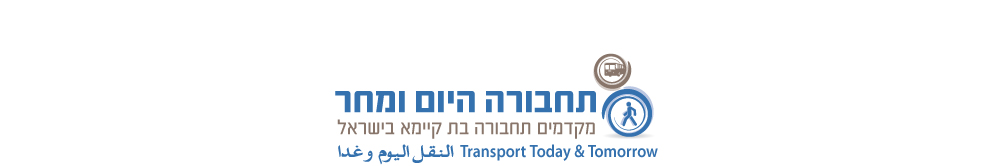 תחבורה היום ומחר
מקדמים תחבורה בת קיימא בישראל
النقل اليوم وغدا Transport Today & Tomorrow